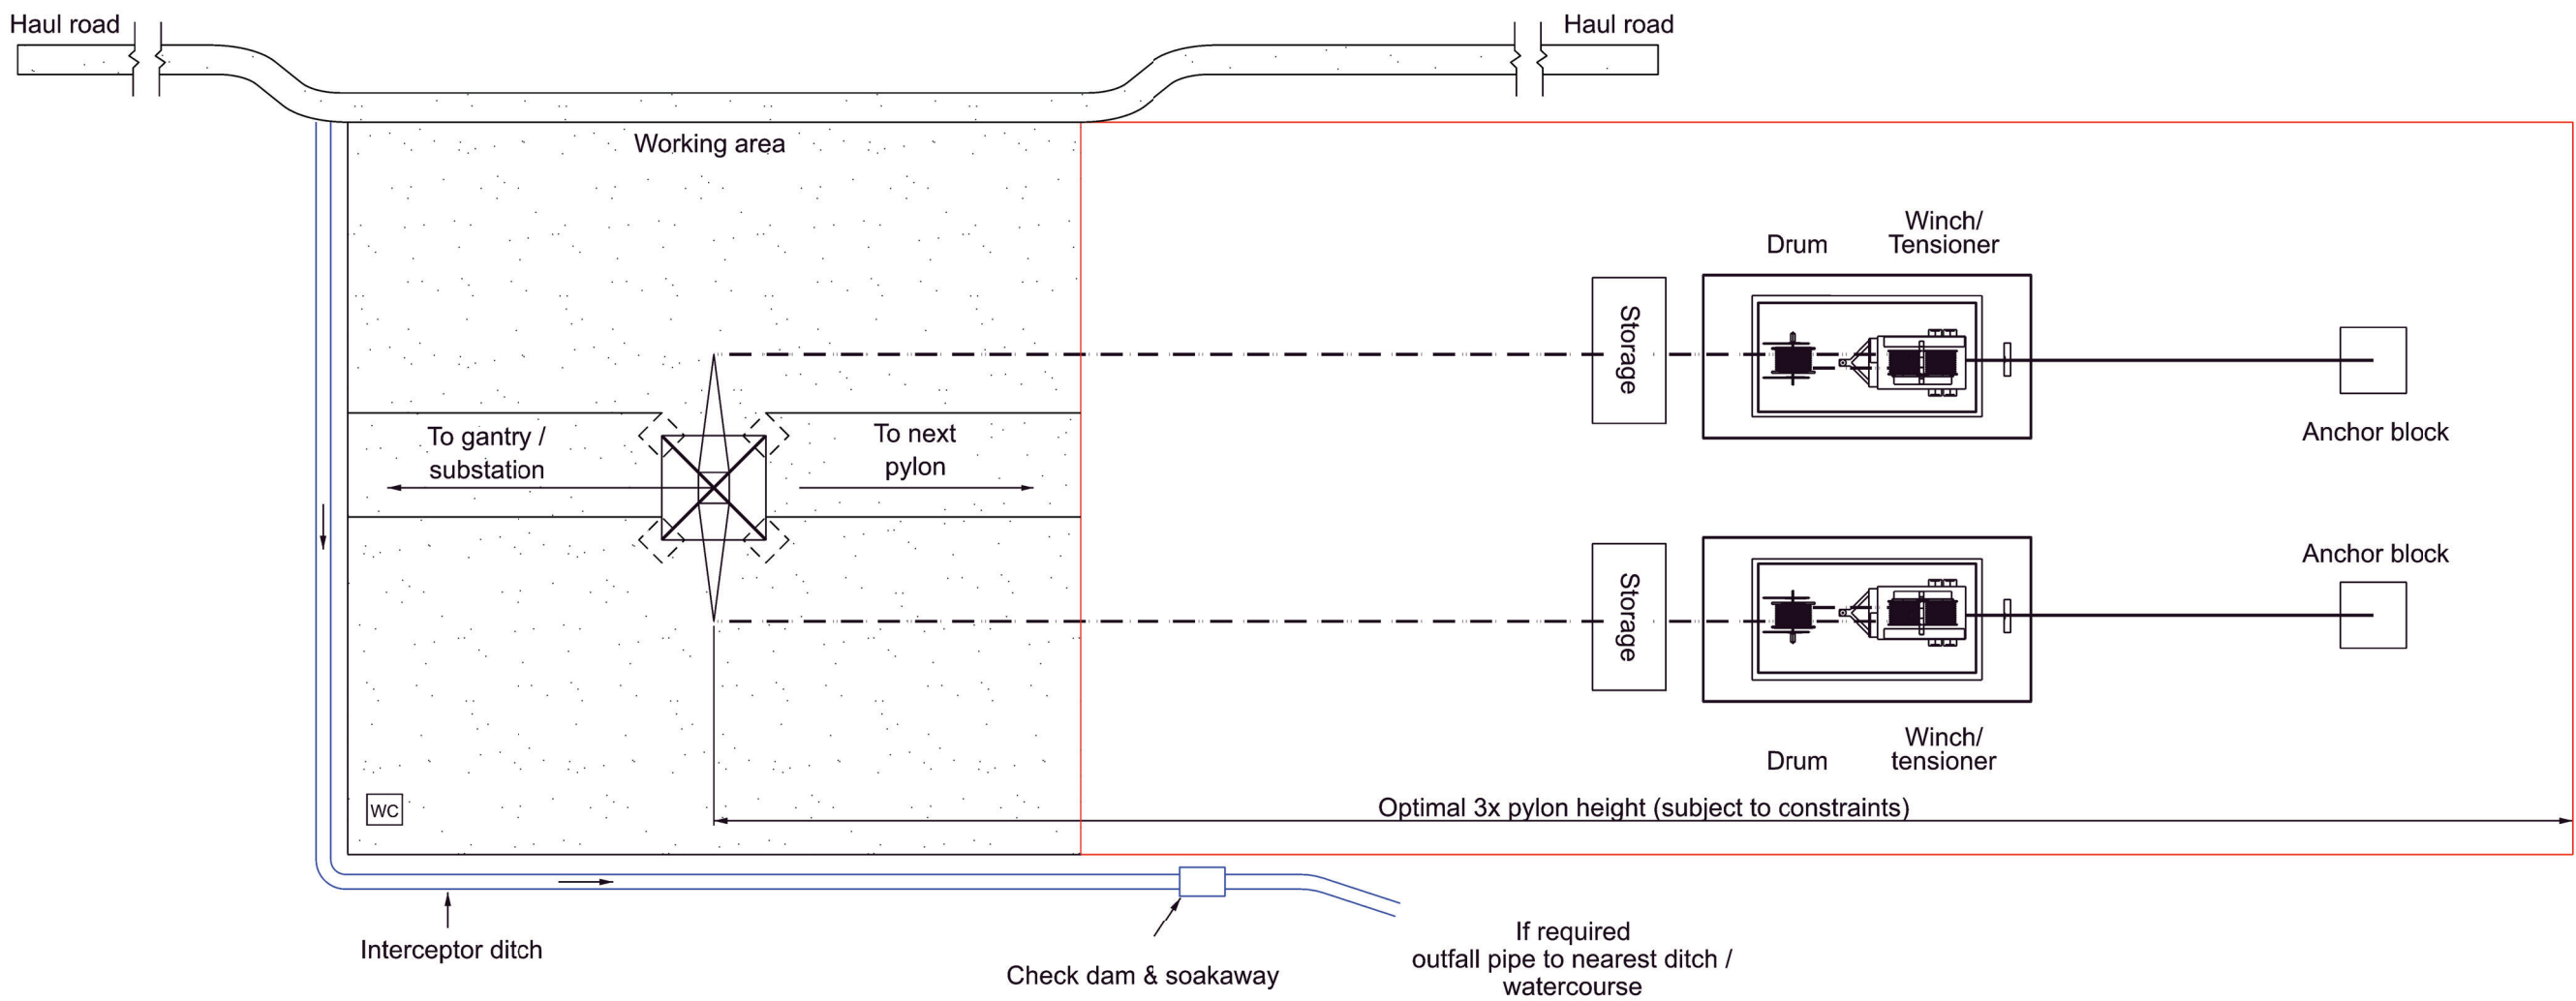 Haul road
Haul road
Working area
Winch/
Drum
Tensioner
Storage
To gantry /
substation
To next
pylon
Anchor block
Anchor block
Storage
Winch/
Drum
tensioner
WC
Optimal 3x pylon height (subject to constraints)
Interceptor ditch
Check dam & soakaway
If required
outfall pipe to nearest ditch /
watercourse